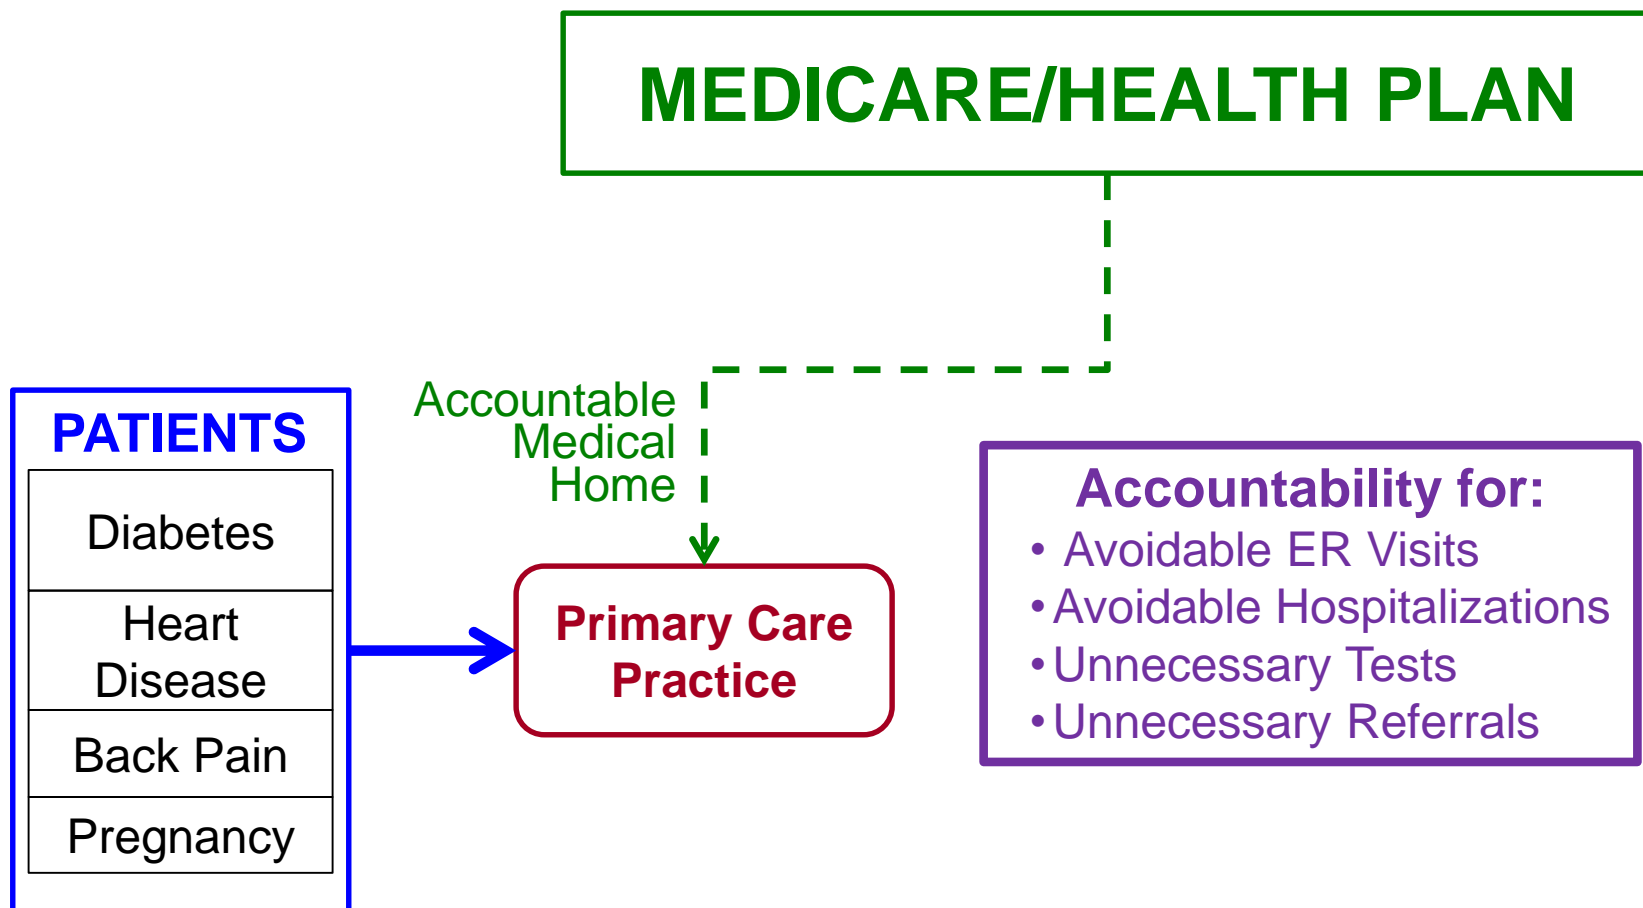 MEDICARE/HEALTH PLAN
Accountable
Medical
Home
PATIENTS
Diabetes
Heart
Disease
Back Pain
Pregnancy
Primary Care
Practice
Accountability for:
• Avoidable ER Visits
• Avoidable Hospitalizations
• Unnecessary Tests
• Unnecessary Referrals